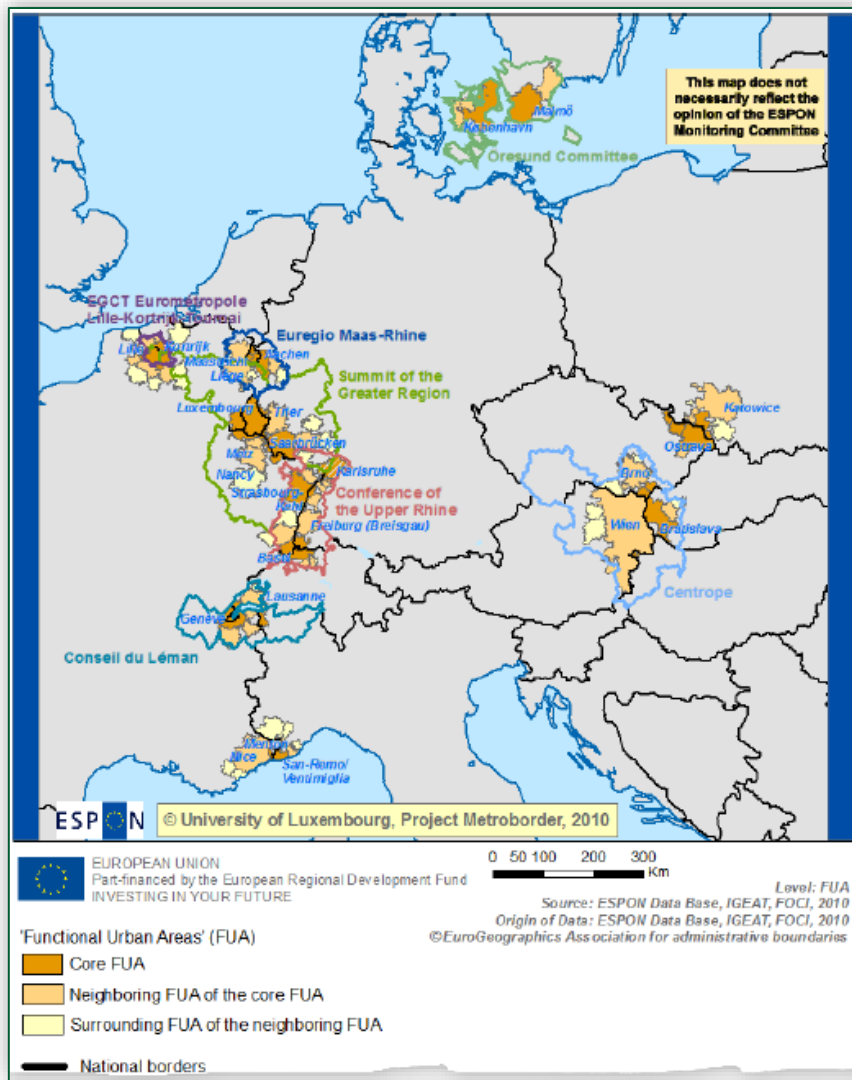 This map does not
necessarily reflect the
opinion of the ESPON
Monitoring Committee
Malmö
København
Öresund Committee
EGCT Eurometropole
Lille-Kortrijk-Tournai
Euregio Maas-Rhine
Lille
Kortrijk
Maastricht
Aachen
Liège
Summit of the
Greater Region
Luxembourg
Trier
Katowice
Saarbrücken
Ostrava
Metz
Nancy
Karlsruhe
Brno
Strasbourg-
Kehl
Conference of
the Upper Rhine
Freiburg (Breisgau)
Wien
Bratislava
Basel
Lausanne
Centrope
Genève
Conseil du Léman
Menton
Nice
San-Remo/
Ventimiglia
ESPON
© University of Luxembourg, Project Metroborder, 2010
EUROPEAN UNION
Part-financed by the European Regional Development Fund
INVESTING IN YOUR FUTURE
0 50 100 200 300
Km
Level: FUA
Source: ESPON Data Base, IGEAT, FOCI, 2010
Origin of Data: ESPON Data Base, IGEAT, FOCI, 2010
©EuroGeographics Association for administrative boundaries
'Functional Urban Areas' (FUA)
Core FUA
Neighboring FUA of the core FUA
Surrounding FUA of the neighboring FUA
National borders